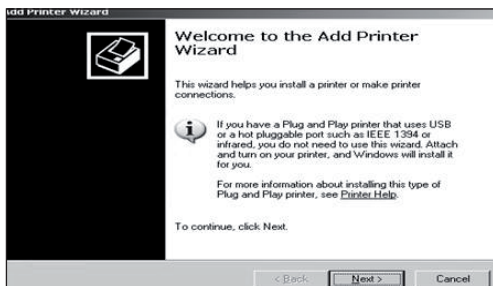 Add Printer Wizard
Welcome to the Add Printer
Wizard
This wizard helps you install a printer or make printer
connections.
If you have a Plug and Play printer that uses USB
or a hot pluggable port such as IEEE 1394 or
infrared, you do not need to use this wizard. Attach
and turn on your printer, and Windows will install it
for you.
For more information about installing this type of
Plug and Play printer, see Printer Help.
To continue, click Next.
< Back Next > Cancel